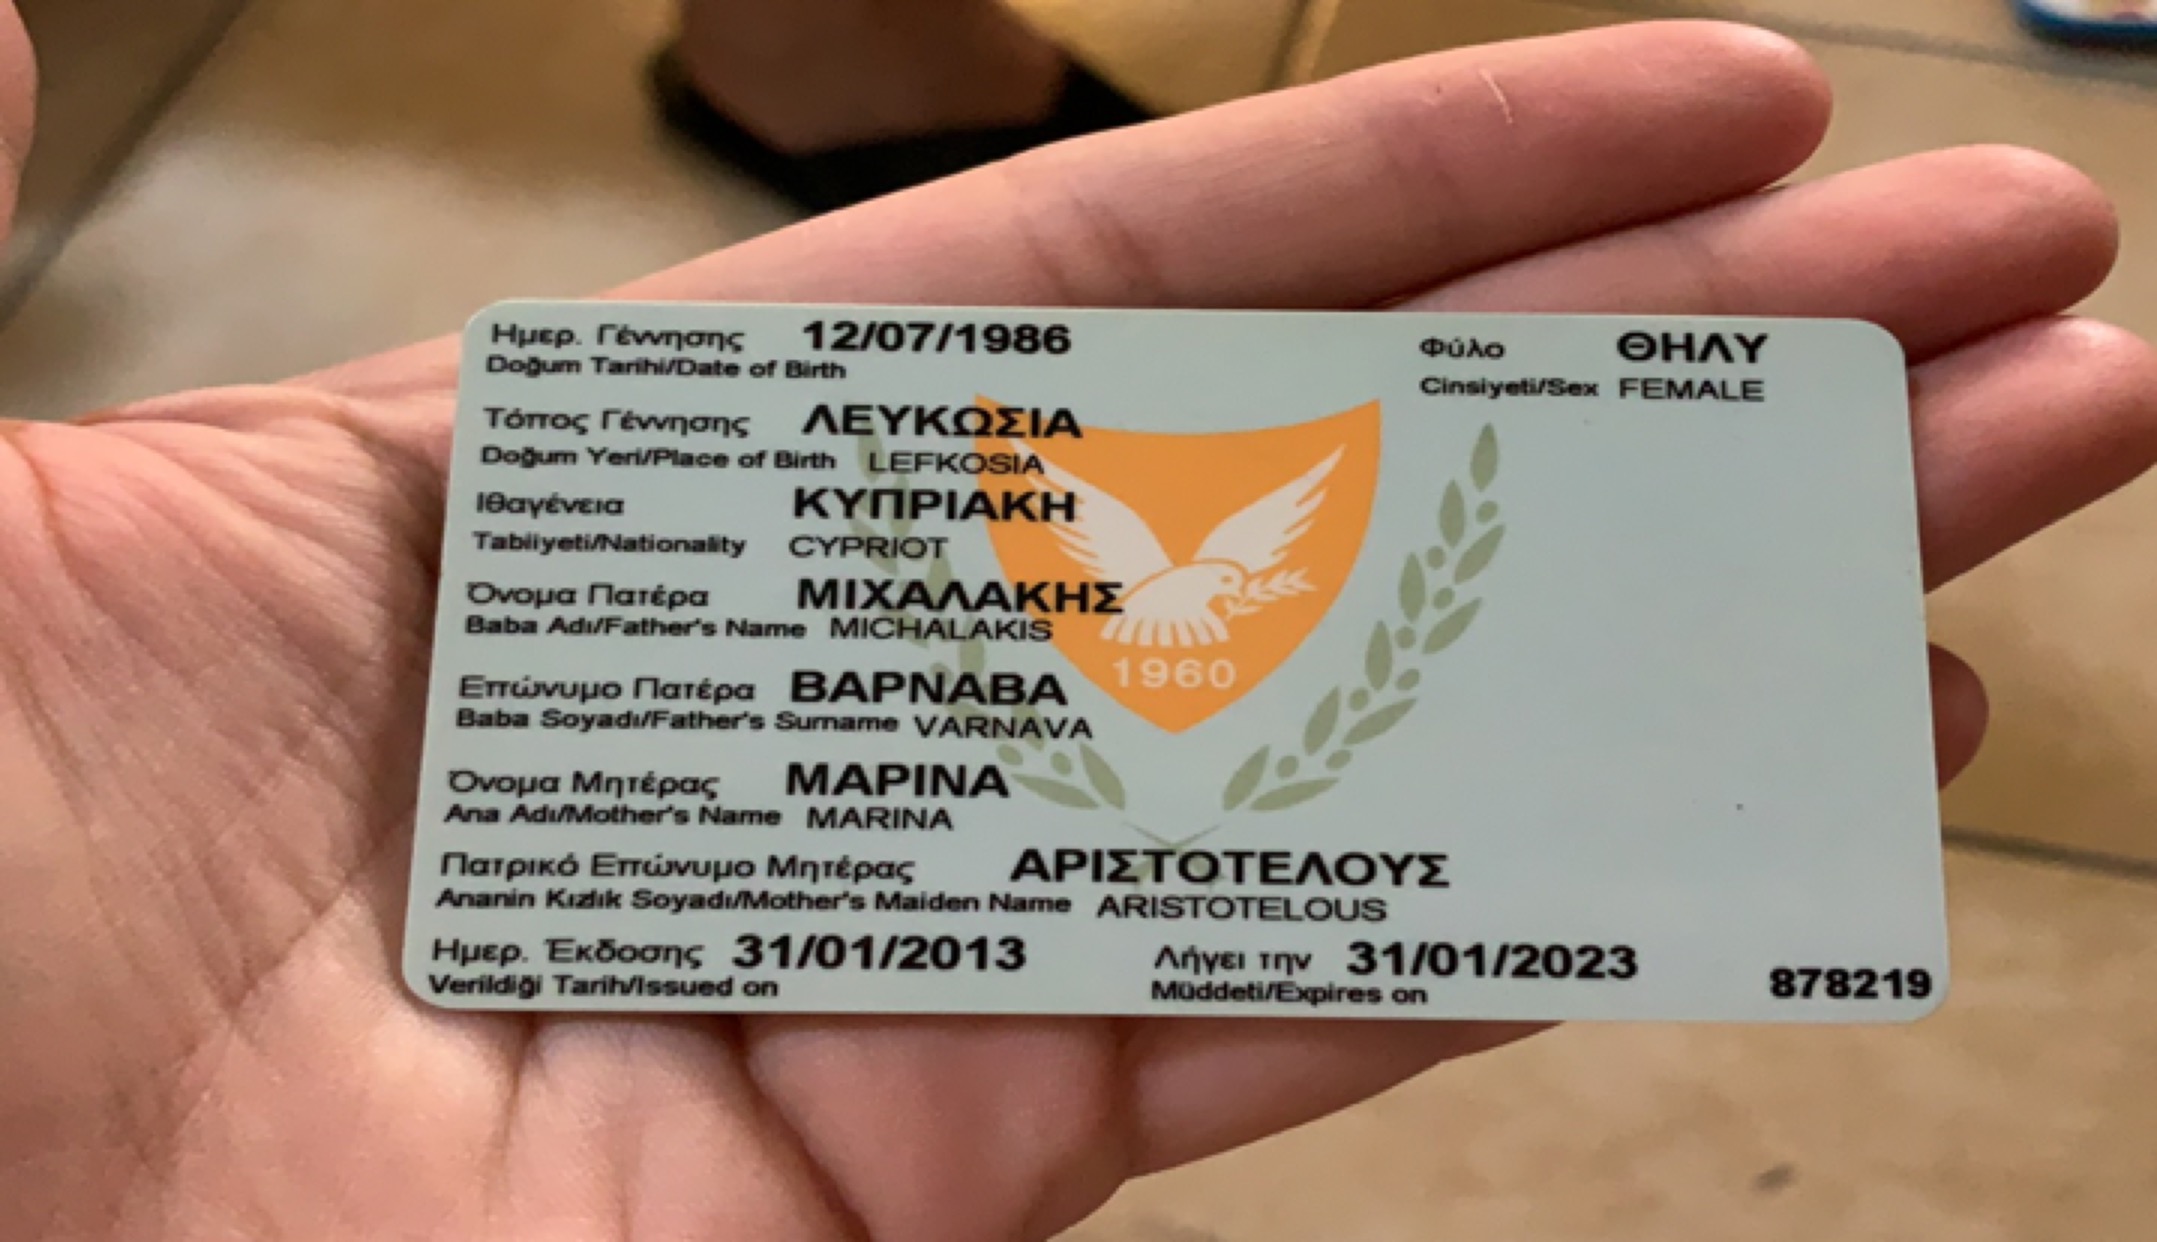 Ημερ. Γέννησης 12/07/1986 Φύλο ΘΗΛΥ
Doğum Tarihi/Date of Birth Cinsiyeti/Sex FEMALE
Τόπος Γέννησης ΛΕΥΚΩΣΙΑ
Doğum Yeri/Place of Birth LEFKOSIA
Ιθαγένεια ΚΥΠΡΙΑΚΗ
Tabiiyeti/Nationality CYPRIOT
Όνομα Πατέρα ΜΙΧΑΛΑΚΗΣ
Baba Adı/Father's Name MICHALAKIS
1960
Επώνυμο Πατέρα ΒΑΡΝΑΒΑ
Baba Soyadı/Father's Surname VARNAVA
Όνομα Μητέρας ΜΑΡΙΝΑ
Ana Adı/Mother's Name MARINA
Πατρικό Επώνυμο Μητέρας ΑΡΙΣΤΟΤΕΛΟΥΣ
Ananin Kızlık Soyadı/Mother's Maiden Name ARISTOTELOUS
Ημερ. Έκδοσης 31/01/2013 Λήγει την 31/01/2023
Verildiği Tarih/Issued on Müddeti/Expires on 878219